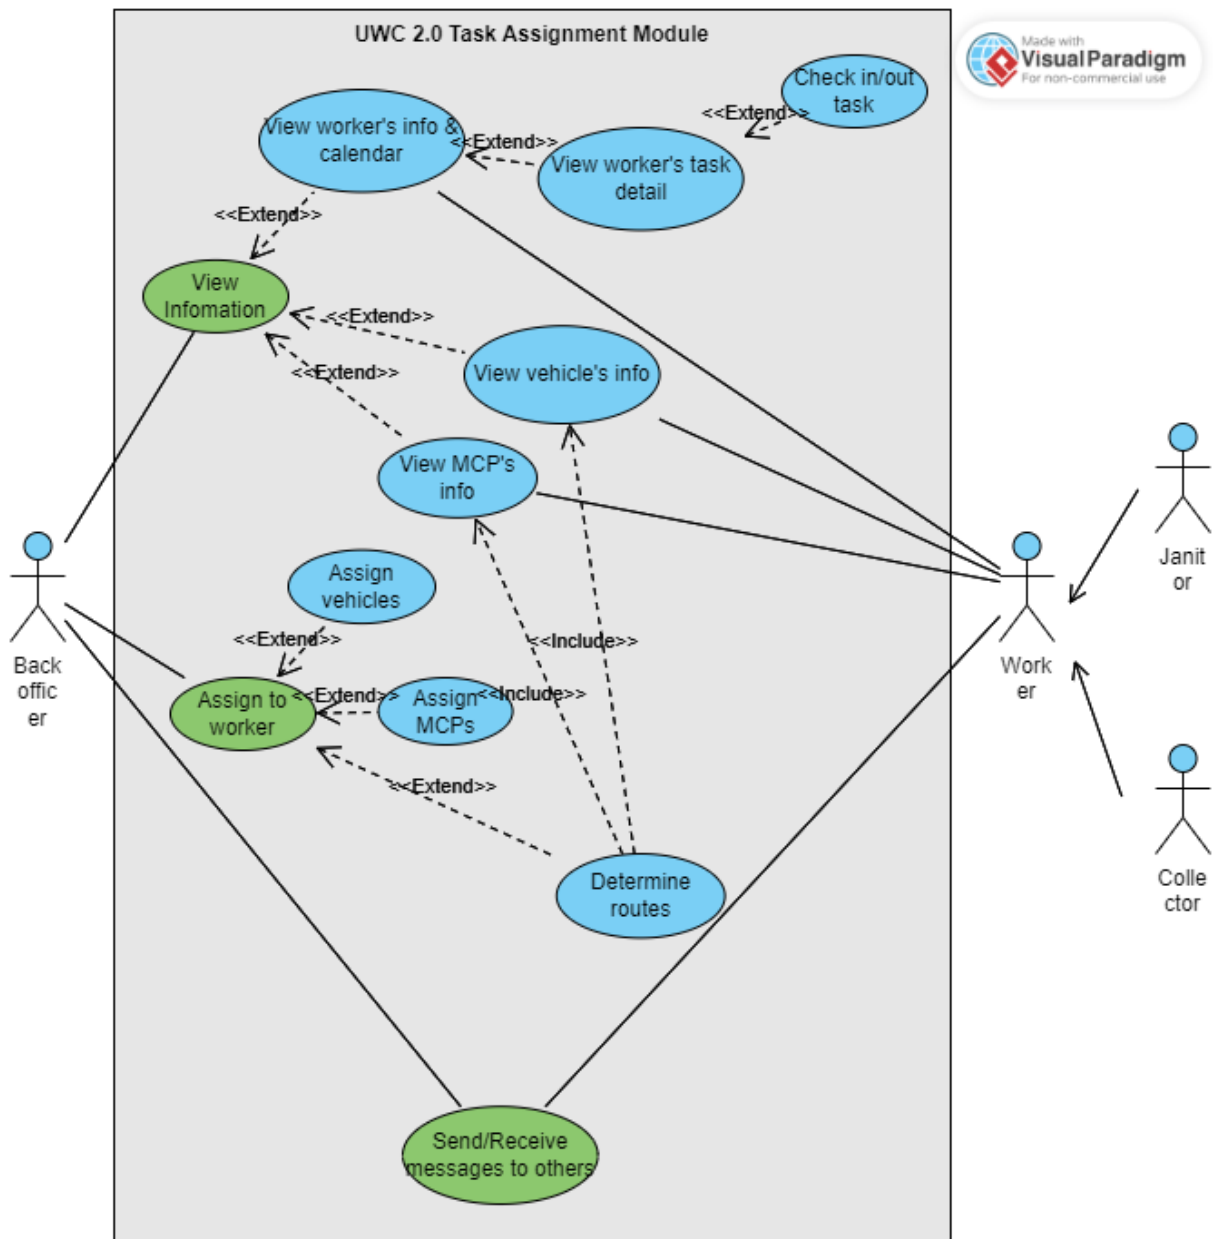 UWC 2.0 Task Assignment Module
Made with
VisualParadigm
For non-commercial use
Check in/out
task
<<Extend>>
View worker's info &
calendar
<<Extend>>
View worker's task
detail
<<Extend>>
View
Infomation
<<Extend>>
<<Extend>>
View vehicle's info
View MCP's
info
Assign
vehicles
<<Extend>>
<<Include>>
Assign to
worker
<<Extend>>
Assign
MCPs
<<Include>>
<<Extend>>
Determine
routes
Send/Receive
messages to others
Back
offic
er
Work
er
Janit
or
Colle
ctor